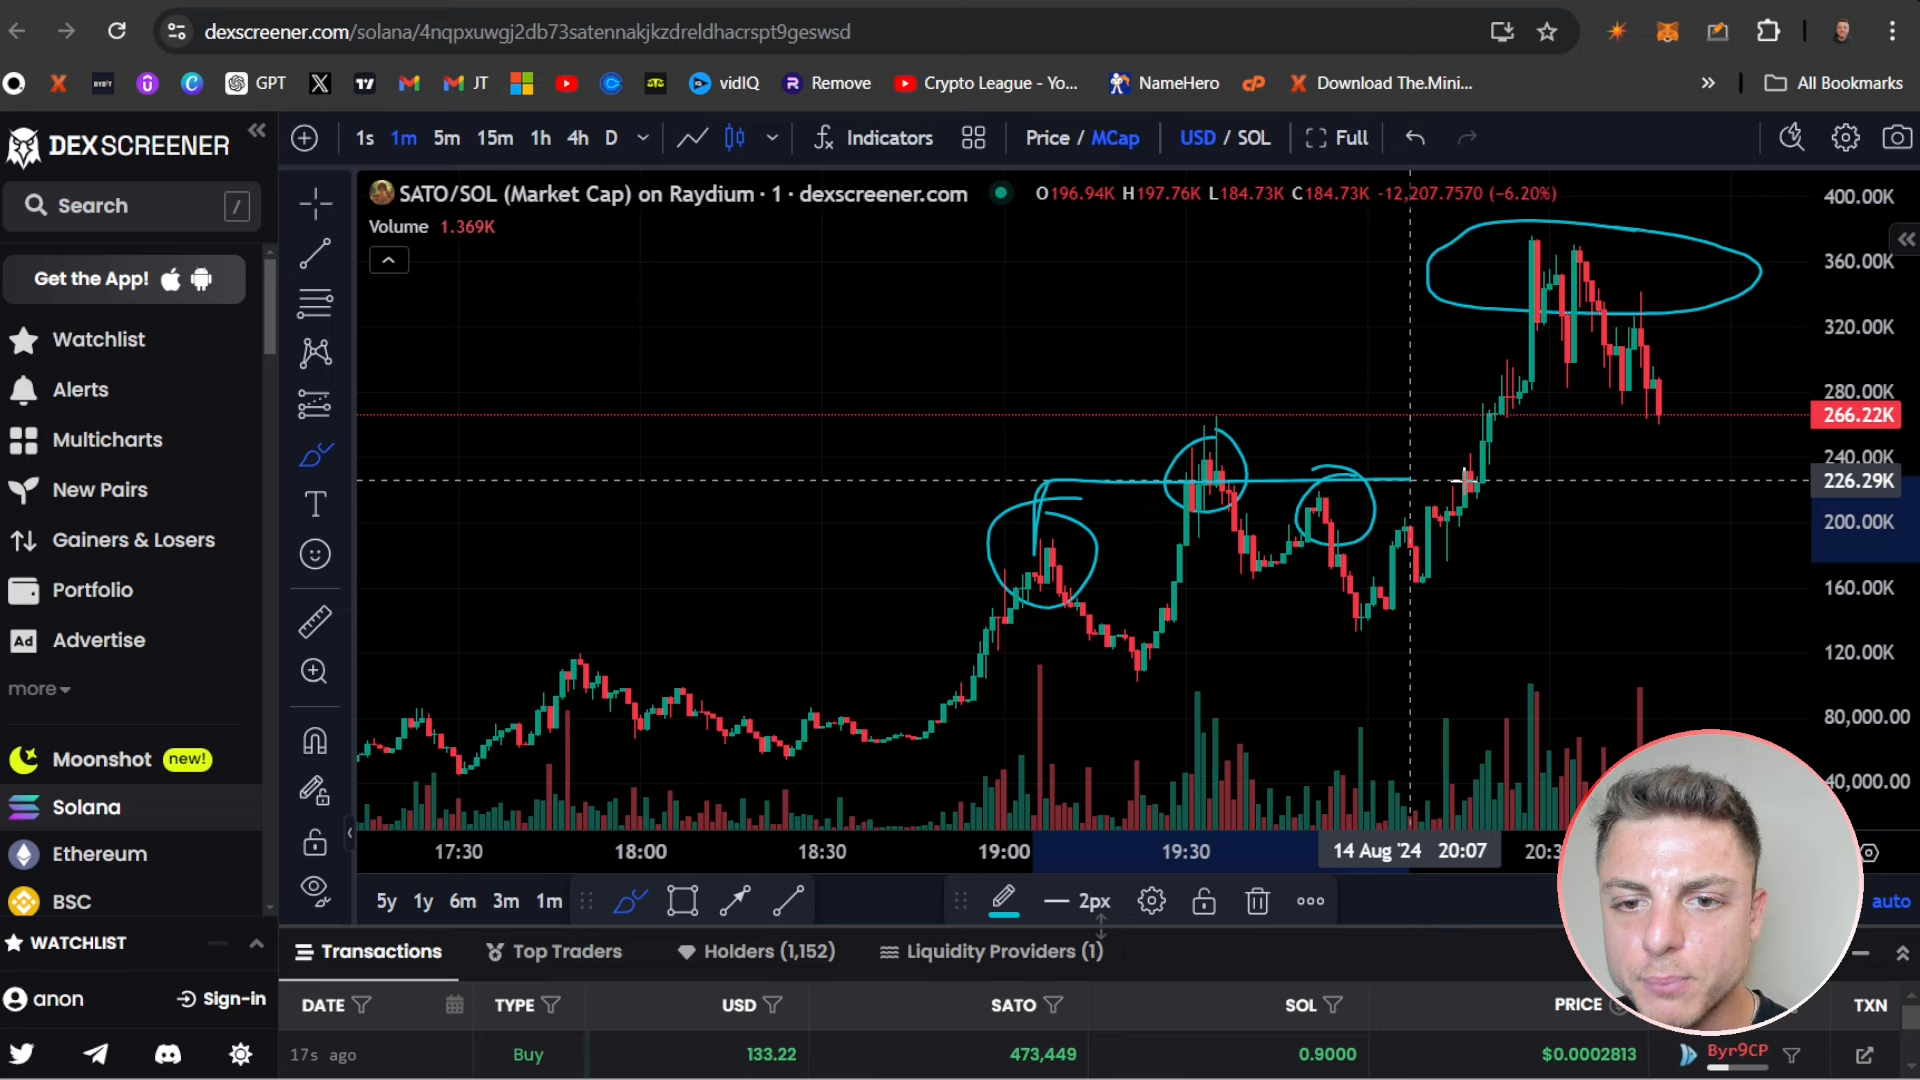 dexscreener.com/solana/4nqpxuwgj2db73satennakjkzdreldhacrspt9geswsd
BYBIT
GPT
JT
vidIQ
Remove
Crypto League - Yo...
NameHero
cP
Download The.Mini...
All Bookmarks
DEXSCREENER
1s 1m 5m 15m 1h 4h D
Indicators
Price / MCap
USD / SOL
Full
Search /
SATO/SOL (Market Cap) on Raydium · 1 · dexscreener.com
O196.94K H197.76K L184.73K C184.73K -12,207.7570 (−6.20%)
Volume 1.369K
Get the App!
Watchlist
Alerts
Multicharts
New Pairs
Gainers & Losers
Portfolio
Ad Advertise
more
Moonshot new!
Solana
Ethereum
BSC
WATCHLIST
anon
Sign-in
400.00K
360.00K
320.00K
280.00K
266.22K
240.00K
226.29K
200.00K
160.00K
120.00K
80,000.00
40,000.00
17:30 18:00 18:30 19:00 19:30 14 Aug '24 20:07 20:3
5y 1y 6m 3m 1m
2px
auto
Transactions
Top Traders
Holders (1,152)
Liquidity Providers (1)
DATE TYPE USD SATO SOL PRICE TXN
17s ago Buy 133.22 473,449 0.9000 $0.0002813 Byr9CP